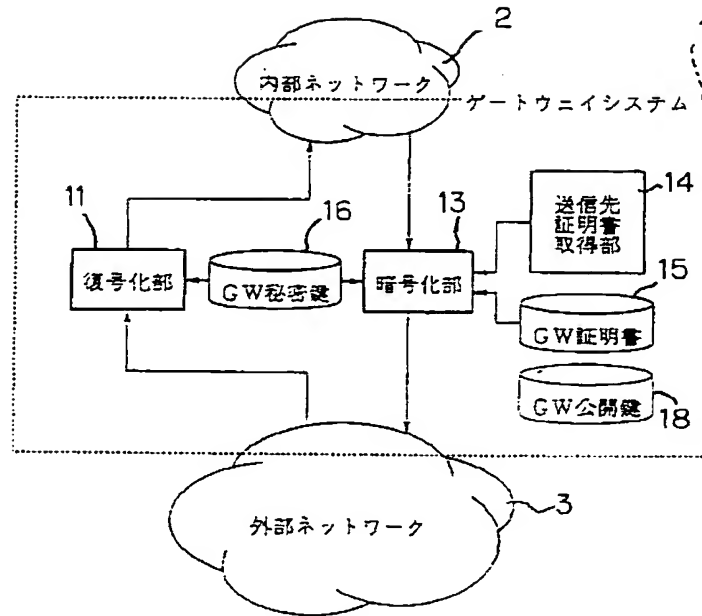 2
内部ネットワーク
ゲートウェイシステム
11
16
13
14
送信先
証明書
取得部
復号化部
GW秘密鍵
暗号化部
15
GW証明書
GW公開鍵
18
外部ネットワーク
3